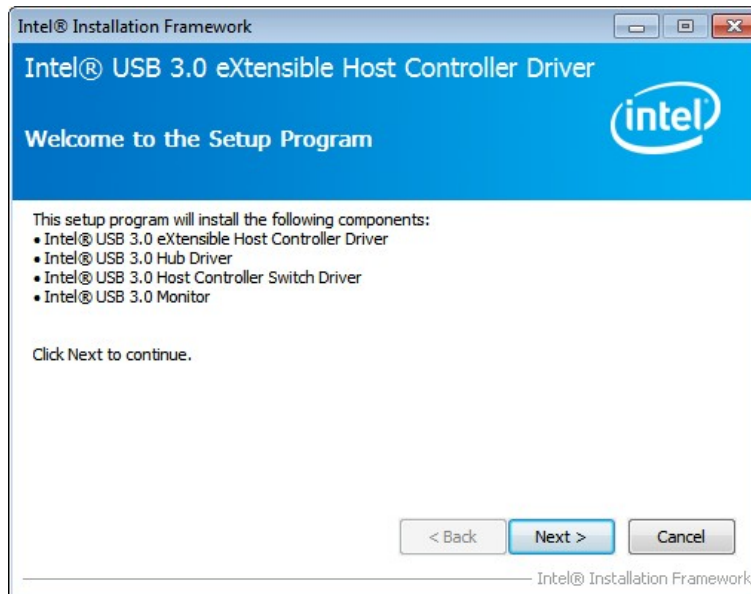 Intel® Installation Framework
Intel® USB 3.0 eXtensible Host Controller Driver
intel®
Welcome to the Setup Program
This setup program will install the following components:
• Intel® USB 3.0 eXtensible Host Controller Driver
• Intel® USB 3.0 Hub Driver
• Intel® USB 3.0 Host Controller Switch Driver
• Intel® USB 3.0 Monitor
Click Next to continue.
< Back Next > Cancel
Intel® Installation Framework